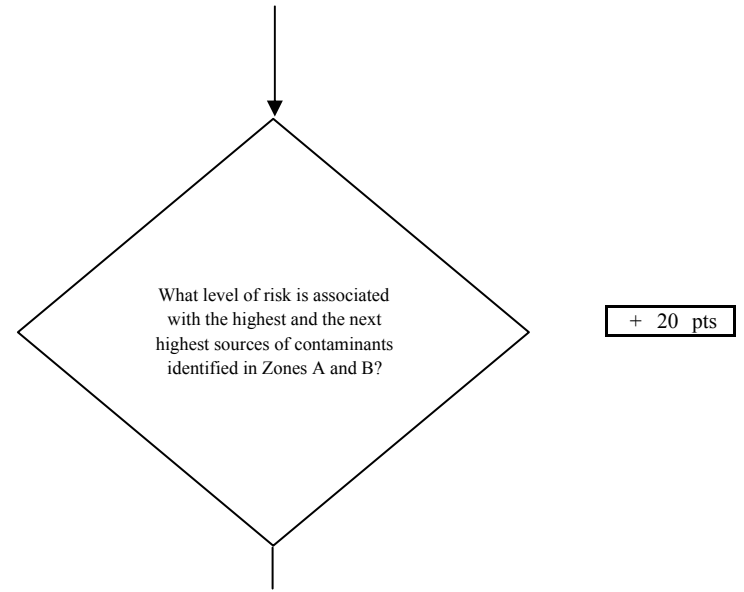 What level of risk is associated
with the highest and the next
highest sources of contaminants
identified in Zones A and B?
+ 20 pts